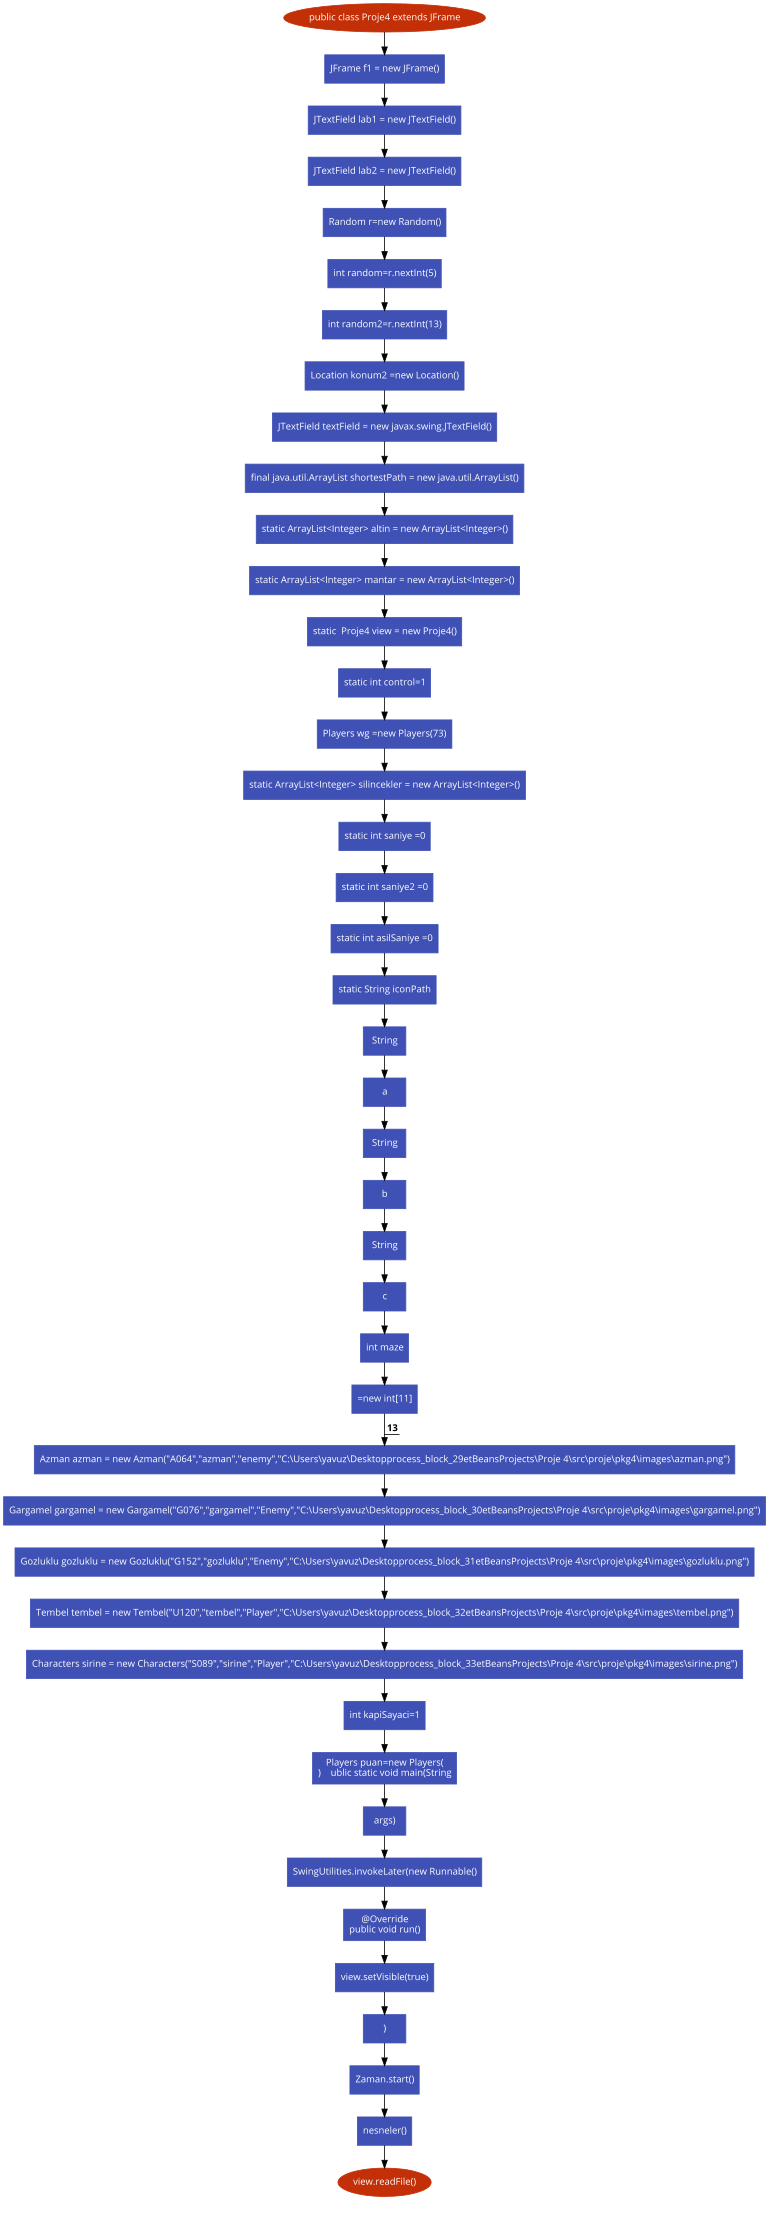 public class Proje4 extends JFrame
JFrame f1 = new JFrame()
JTextField lab1 = new JTextField()
JTextField lab2 = new JTextField()
Random r=new Random()
int random=r.nextInt(5)
int random2=r.nextInt(13)
Location konum2 =new Location()
JTextField textField = new javax.swing.JTextField()
final java.util.ArrayList shortestPath = new java.util.ArrayList()
static ArrayList<Integer> altin = new ArrayList<Integer>()
static ArrayList<Integer> mantar = new ArrayList<Integer>()
static  Proje4 view = new Proje4()
static int control=1
Players wg =new Players(73)
static ArrayList<Integer> silincekler = new ArrayList<Integer>()
static int saniye =0
static int saniye2 =0
static int asilSaniye =0
static String iconPath
String
a
String
b
String
c
int maze
=new int[11]
13
Azman azman = new Azman("A064","azman","enemy","C:\Users\yavuz\Desktopprocess_block_29etBeansProjects\Proje 4\src\proje\pkg4\images\azman.png")
Gargamel gargamel = new Gargamel("G076","gargamel","Enemy","C:\Users\yavuz\Desktopprocess_block_30etBeansProjects\Proje 4\src\proje\pkg4\images\gargamel.png")
Gozluklu gozluklu = new Gozluklu("G152","gozluklu","Enemy","C:\Users\yavuz\Desktopprocess_block_31etBeansProjects\Proje 4\src\proje\pkg4\images\gozluklu.png")
Tembel tembel = new Tembel("U120","tembel","Player","C:\Users\yavuz\Desktopprocess_block_32etBeansProjects\Proje 4\src\proje\pkg4\images\tembel.png")
Characters sirine = new Characters("S089","sirine","Player","C:\Users\yavuz\Desktopprocess_block_33etBeansProjects\Proje 4\src\proje\pkg4\images\sirine.png")
int kapiSayaci=1
Players puan=new Players(
)    ublic static void main(String
args)
SwingUtilities.invokeLater(new Runnable()
@Override
public void run()
view.setVisible(true)
)
Zaman.start()
nesneler()
view.readFile()